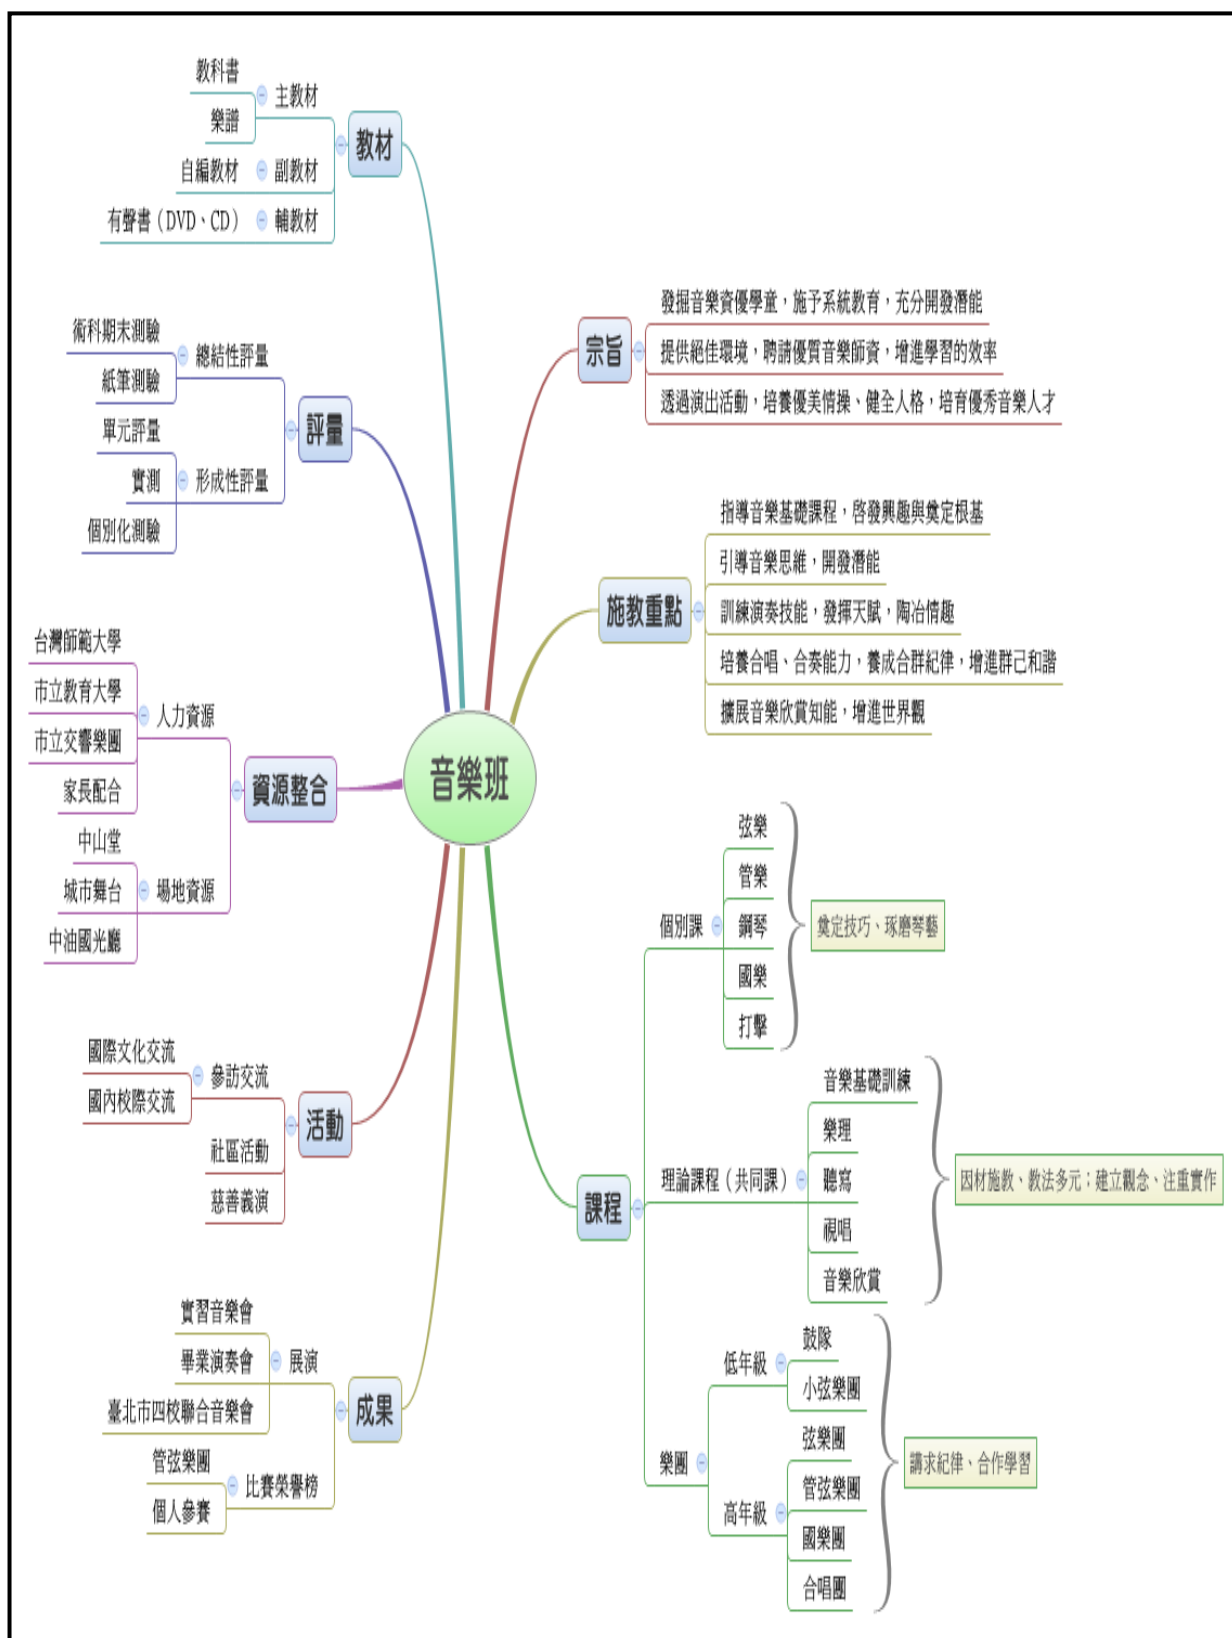 教科書
樂譜
主教材
自編教材
副教材
有聲書（DVD、CD）
輔教材
教材
術科期末測驗
紙筆測驗
總結性評量
單元評量
實測
個別化測驗
形成性評量
評量
台灣師範大學
市立教育大學
市立交響樂團
家長配合
人力資源
中山堂
城市舞台
中油國光廳
場地資源
資源整合
國際文化交流
國內校際交流
參訪交流
社區活動
慈善義演
活動
實習音樂會
畢業演奏會
臺北市四校聯合音樂會
展演
管弦樂團
個人參賽
比賽榮譽榜
成果
音樂班
宗旨
發掘音樂資優學童，施予系統教育，充分開發潛能
提供絕佳環境，聘請優質音樂師資，增進學習的效率
透過演出活動，培養優美情操、健全人格，培育優秀音樂人才
施教重點
指導音樂基礎課程，啓發興趣與奠定根基
引導音樂思維，開發潛能
訓練演奏技能，發揮天賦，陶冶情趣
培養合唱、合奏能力，養成合群紀律，增進群己和諧
擴展音樂欣賞知能，增進世界觀
課程
個別課
弦樂
管樂
鋼琴
國樂
打擊
奠定技巧、琢磨琴藝
理論課程（共同課）
音樂基礎訓練
樂理
聽寫
視唱
音樂欣賞
因材施教、教法多元；建立觀念、注重實作
樂團
低年級
鼓隊
小弦樂團
高年級
弦樂團
管弦樂團
國樂團
合唱團
講求紀律、合作學習